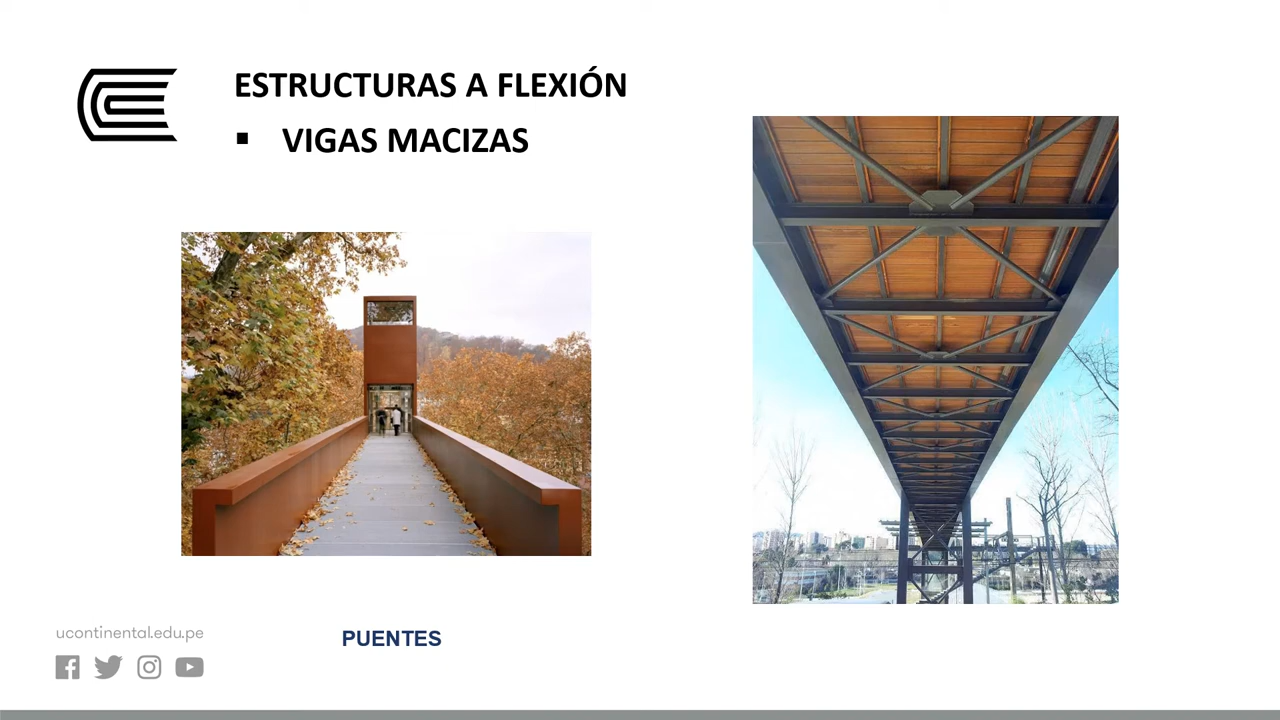 ESTRUCTURAS A FLEXIÓN
▪ VIGAS MACIZAS
ucontinental.edu.pe
PUENTES